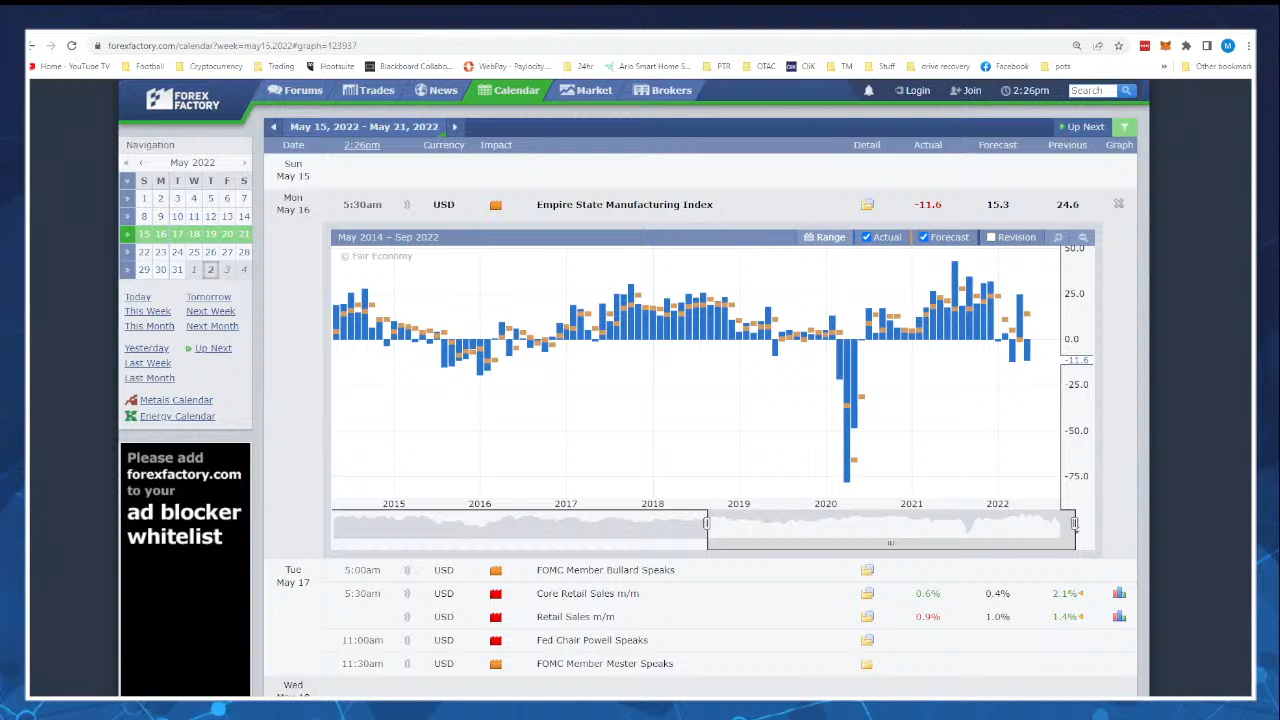 forexfactory.com/calendar?week=may15.2022#graph=123937
M
Home - YouTube TV Football Cryptocurrency Trading Hootsuite Blackboard Collabo... WebPay - Paylocity... 24hr Arlo Smart Home S... PTR OTAC CliK TM Stuff drive recovery Facebook pots » Other bookmark
FOREX FACTORY
Forums Trades News Calendar Market Brokers Login Join 2:26pm Search
Navigation
« ‹ May 2022 ›
S M T W T F S
1 2 3 4 5 6 7
8 9 10 11 12 13 14
15 16 17 18 19 20 21
22 23 24 25 26 27 28
29 30 31 1 2 3 4
Today Tomorrow
This Week Next Week
This Month Next Month
Yesterday Up Next
Last Week
Last Month
Metals Calendar
Energy Calendar
Please add
forexfactory.com
to your
ad blocker
whitelist
May 15, 2022 - May 21, 2022 Up Next
Date 2:26pm Currency Impact Detail Actual Forecast Previous Graph
Sun
May 15
Mon
May 16
5:30am USD Empire State Manufacturing Index -11.6 15.3 24.6
May 2014 – Sep 2022 Range Actual Forecast Revision
© Fair Economy
50.0
25.0
0.0
-11.6
-25.0
-50.0
-75.0
2015 2016 2017 2018 2019 2020 2021 2022
Tue
May 17
5:00am USD FOMC Member Bullard Speaks
5:30am USD Core Retail Sales m/m 0.6% 0.4% 2.1%
USD Retail Sales m/m 0.9% 1.0% 1.4%
11:00am USD Fed Chair Powell Speaks
11:30am USD FOMC Member Mester Speaks
Wed